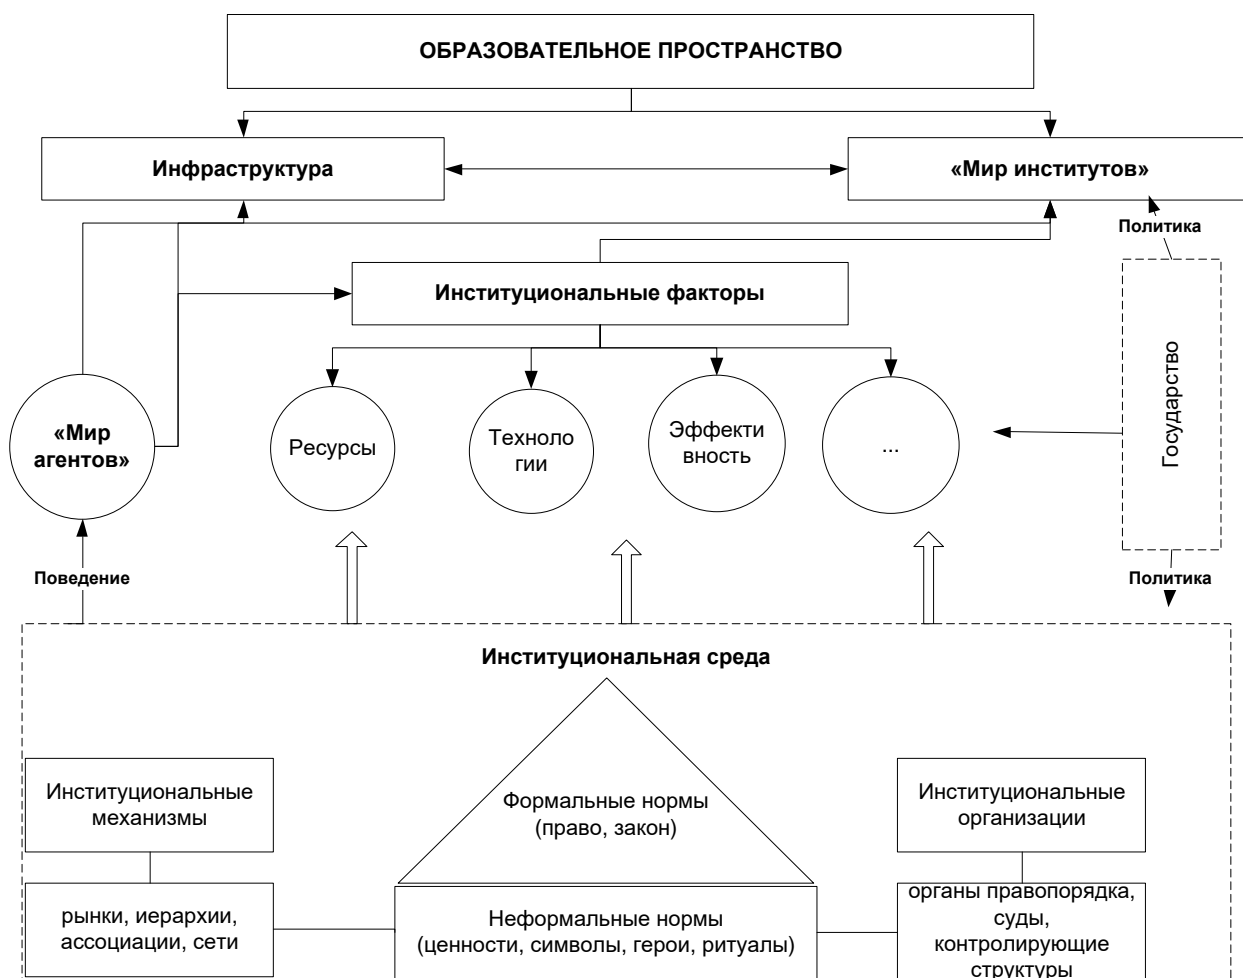 ОБРАЗОВАТЕЛЬНОЕ ПРОСТРАНСТВО
Инфраструктура
«Мир институтов»
Политика
Институциональные факторы
Государство
«Мир
агентов»
Ресурсы
Техноло
гии
Эффекти
вность
...
Поведение
Политика
Институциональная среда
Институциональные
механизмы
Формальные нормы
(право, закон)
Институциональные
организации
рынки, иерархии,
ассоциации, сети
Неформальные нормы
(ценности, символы, герои, ритуалы)
органы правопорядка,
суды,
контролирующие
структуры